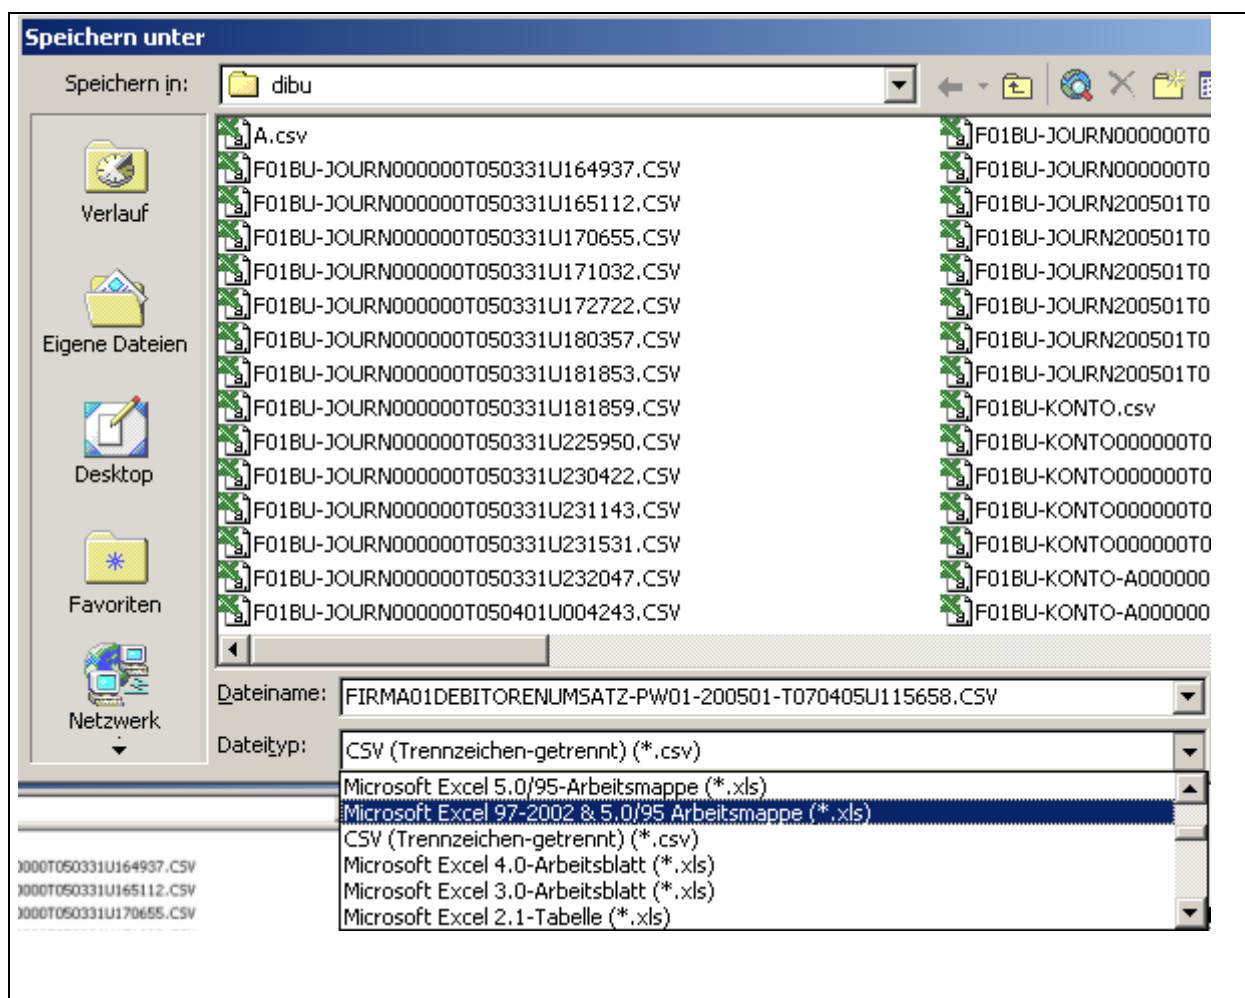 Speichern unter
Speichern in:
dibu
Verlauf
Eigene Dateien
Desktop
Favoriten
Netzwerk
A.csv
F01BU-JOURN000000T050331U164937.CSV
F01BU-JOURN000000T050331U165112.CSV
F01BU-JOURN000000T050331U170655.CSV
F01BU-JOURN000000T050331U171032.CSV
F01BU-JOURN000000T050331U172722.CSV
F01BU-JOURN000000T050331U180357.CSV
F01BU-JOURN000000T050331U181853.CSV
F01BU-JOURN000000T050331U181859.CSV
F01BU-JOURN000000T050331U225950.CSV
F01BU-JOURN000000T050331U230422.CSV
F01BU-JOURN000000T050331U231143.CSV
F01BU-JOURN000000T050331U231531.CSV
F01BU-JOURN000000T050331U232047.CSV
F01BU-JOURN000000T050401U004243.CSV
F01BU-JOURN000000T0
F01BU-JOURN000000T0
F01BU-JOURN200501T0
F01BU-JOURN200501T0
F01BU-JOURN200501T0
F01BU-JOURN200501T0
F01BU-JOURN200501T0
F01BU-JOURN200501T0
F01BU-KONTO.csv
F01BU-KONTO000000T0
F01BU-KONTO000000T0
F01BU-KONTO000000T0
F01BU-KONTO000000T0
F01BU-KONTO-A000000
F01BU-KONTO-A000000
Dateiname:
FIRMA01DEBITORENUMSATZ-PW01-200501-T070405U115658.CSV
Dateityp:
CSV (Trennzeichen-getrennt) (*.csv)
Microsoft Excel 5.0/95-Arbeitsmappe (*.xls)
Microsoft Excel 97-2002 & 5.0/95 Arbeitsmappe (*.xls)
CSV (Trennzeichen-getrennt) (*.csv)
Microsoft Excel 4.0-Arbeitsblatt (*.xls)
Microsoft Excel 3.0-Arbeitsblatt (*.xls)
Microsoft Excel 2.1-Tabelle (*.xls)
0000T050331U164937.CSV
0000T050331U165112.CSV
0000T050331U170655.CSV